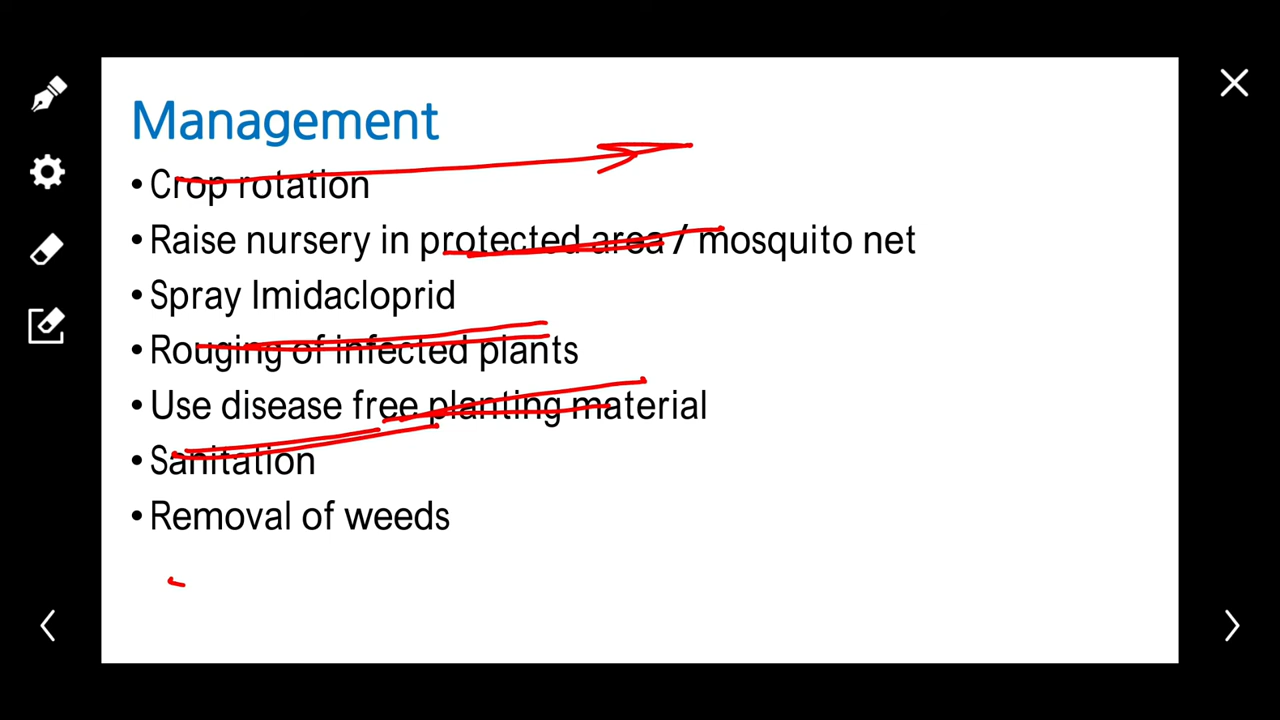 Management
• Crop rotation
• Raise nursery in protected area / mosquito net
• Spray Imidacloprid
• Rouging of infected plants
• Use disease free planting material
• Sanitation
• Removal of weeds